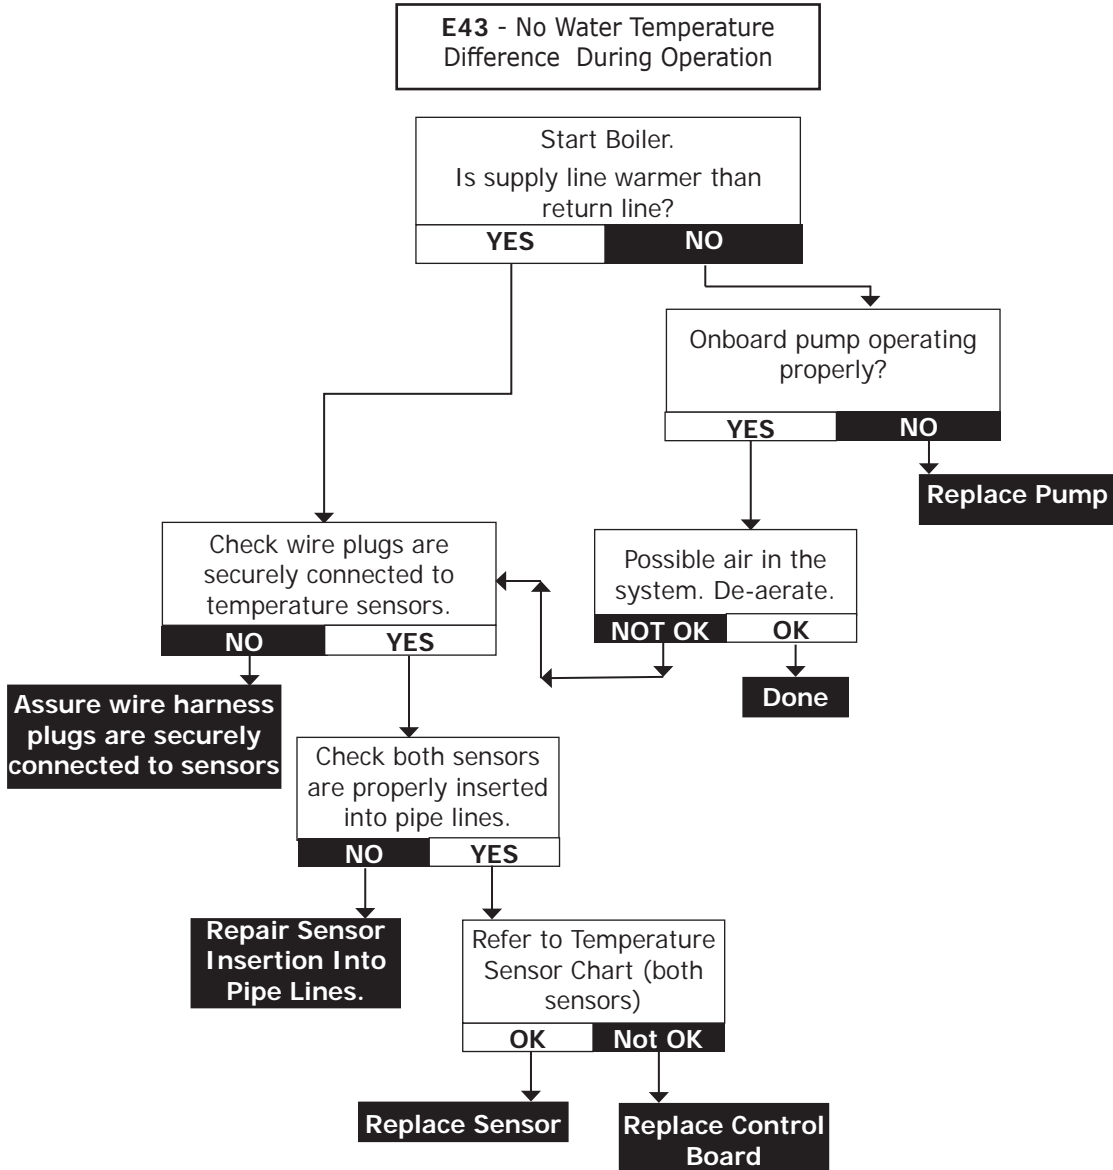 E43 - No Water Temperature
Difference During Operation
Start Boiler.
Is supply line warmer than
return line?
YES
NO
Onboard pump operating
properly?
YES
NO
Replace Pump
Check wire plugs are
securely connected to
temperature sensors.
NO
YES
Possible air in the
system. De-aerate.
NOT OK
OK
Done
Assure wire harness
plugs are securely
connected to sensors
Check both sensors
are properly inserted
into pipe lines.
NO
YES
Repair Sensor
Insertion Into
Pipe Lines.
Refer to Temperature
Sensor Chart (both
sensors)
OK
Not OK
Replace Sensor
Replace Control
Board